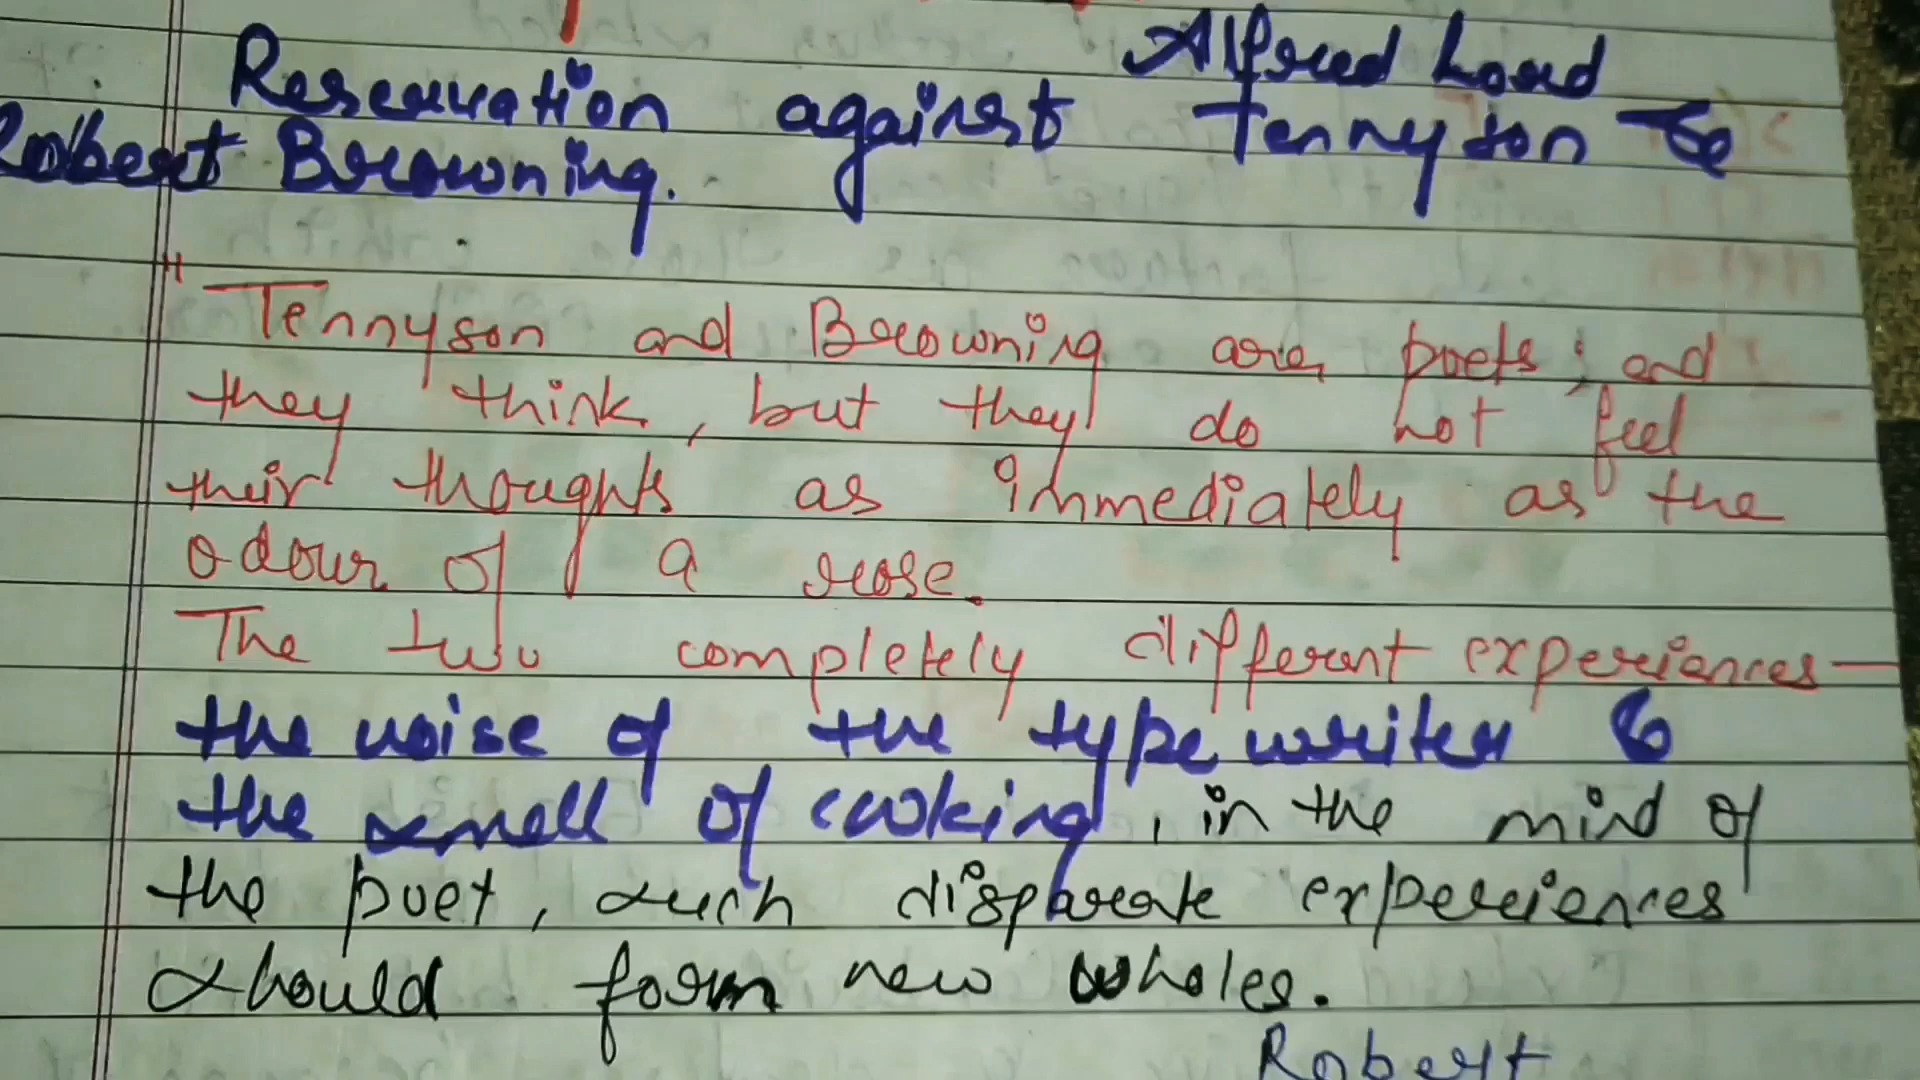 Alfred Lord
Reservation against Tennyson &
Robert Browning.
"Tennyson and Browning are poets; and
they think, but they do not feel
their thoughts as immediately as the
odour of a rose.
The two completely different experiences—
the noise of the typewriter &
the smell of cooking, in the mind of
the poet, such disparate experiences
should form new wholes.
Robert